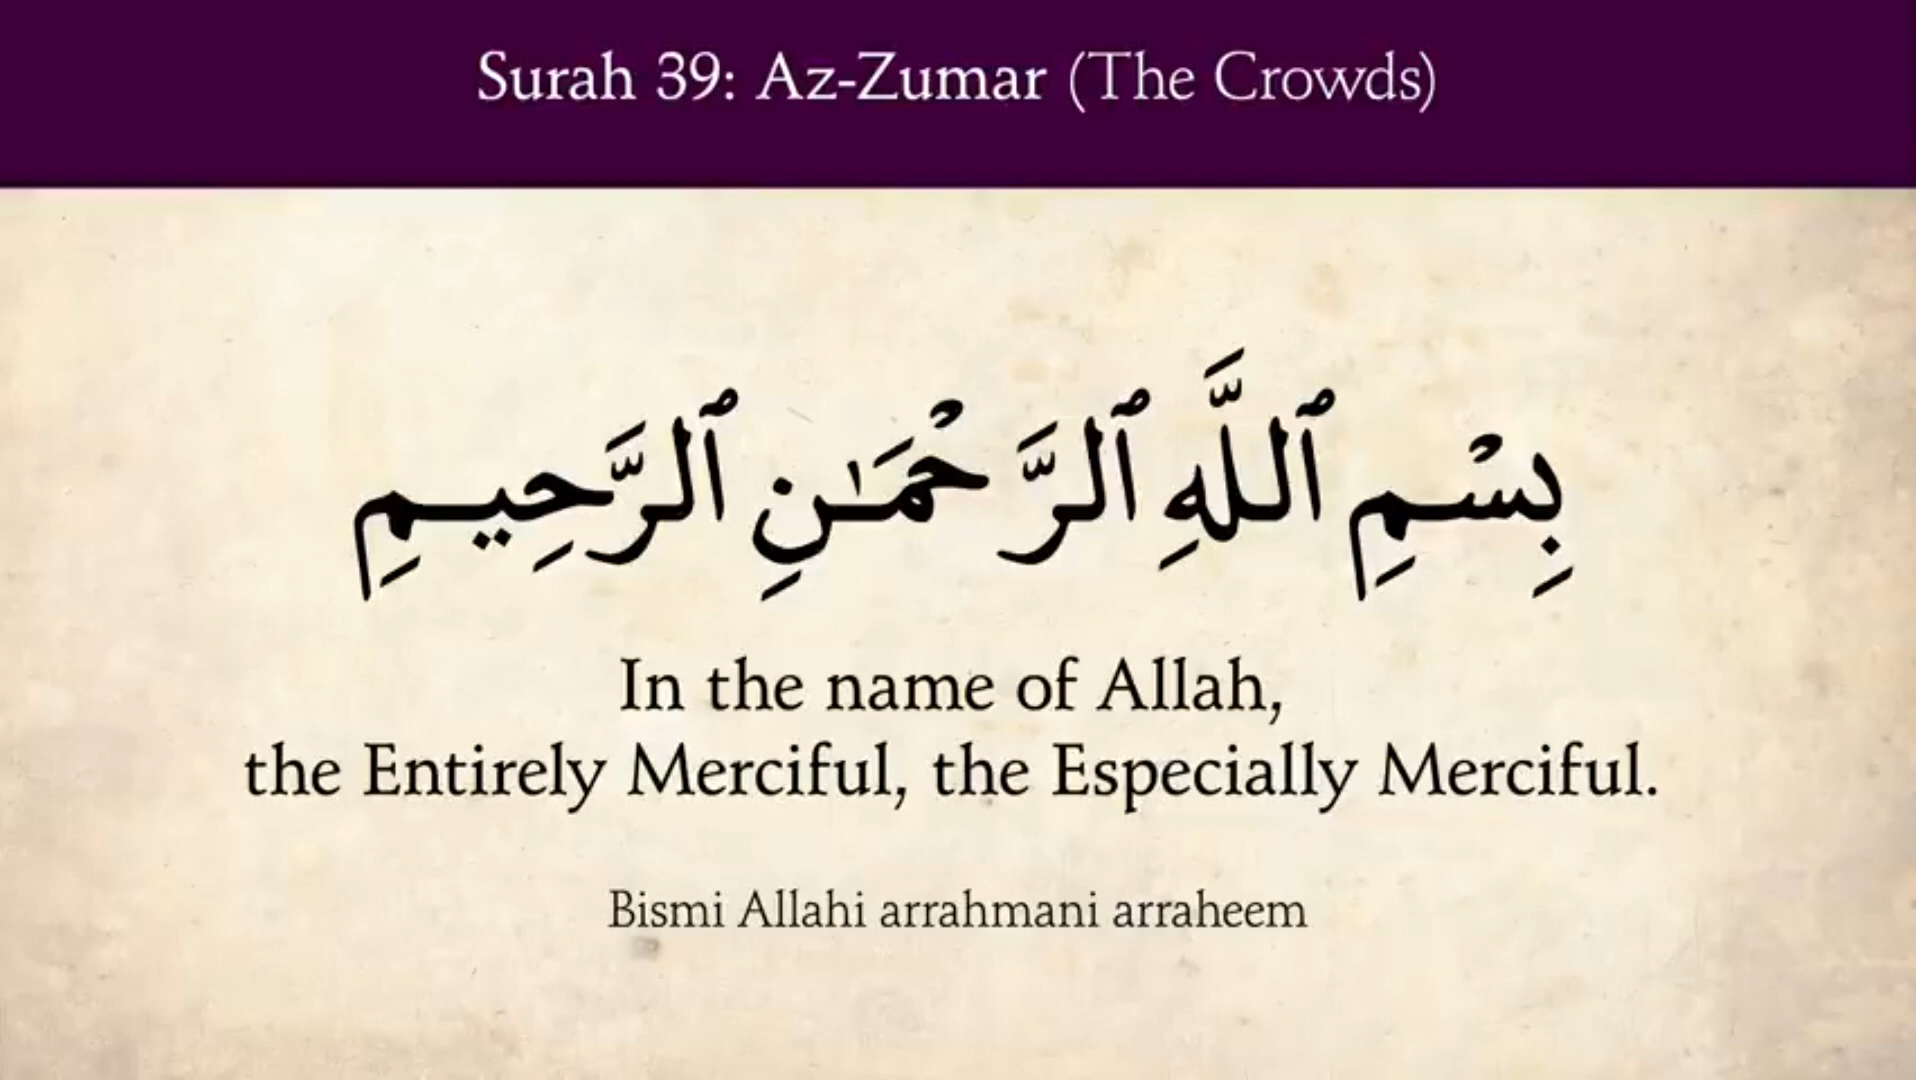 Surah 39: Az-Zumar (The Crowds)
بِسْمِ ٱللَّهِ ٱلرَّحْمَـٰنِ ٱلرَّحِيمِ
In the name of Allah,
the Entirely Merciful, the Especially Merciful.
Bismi Allahi arrahmani arraheem